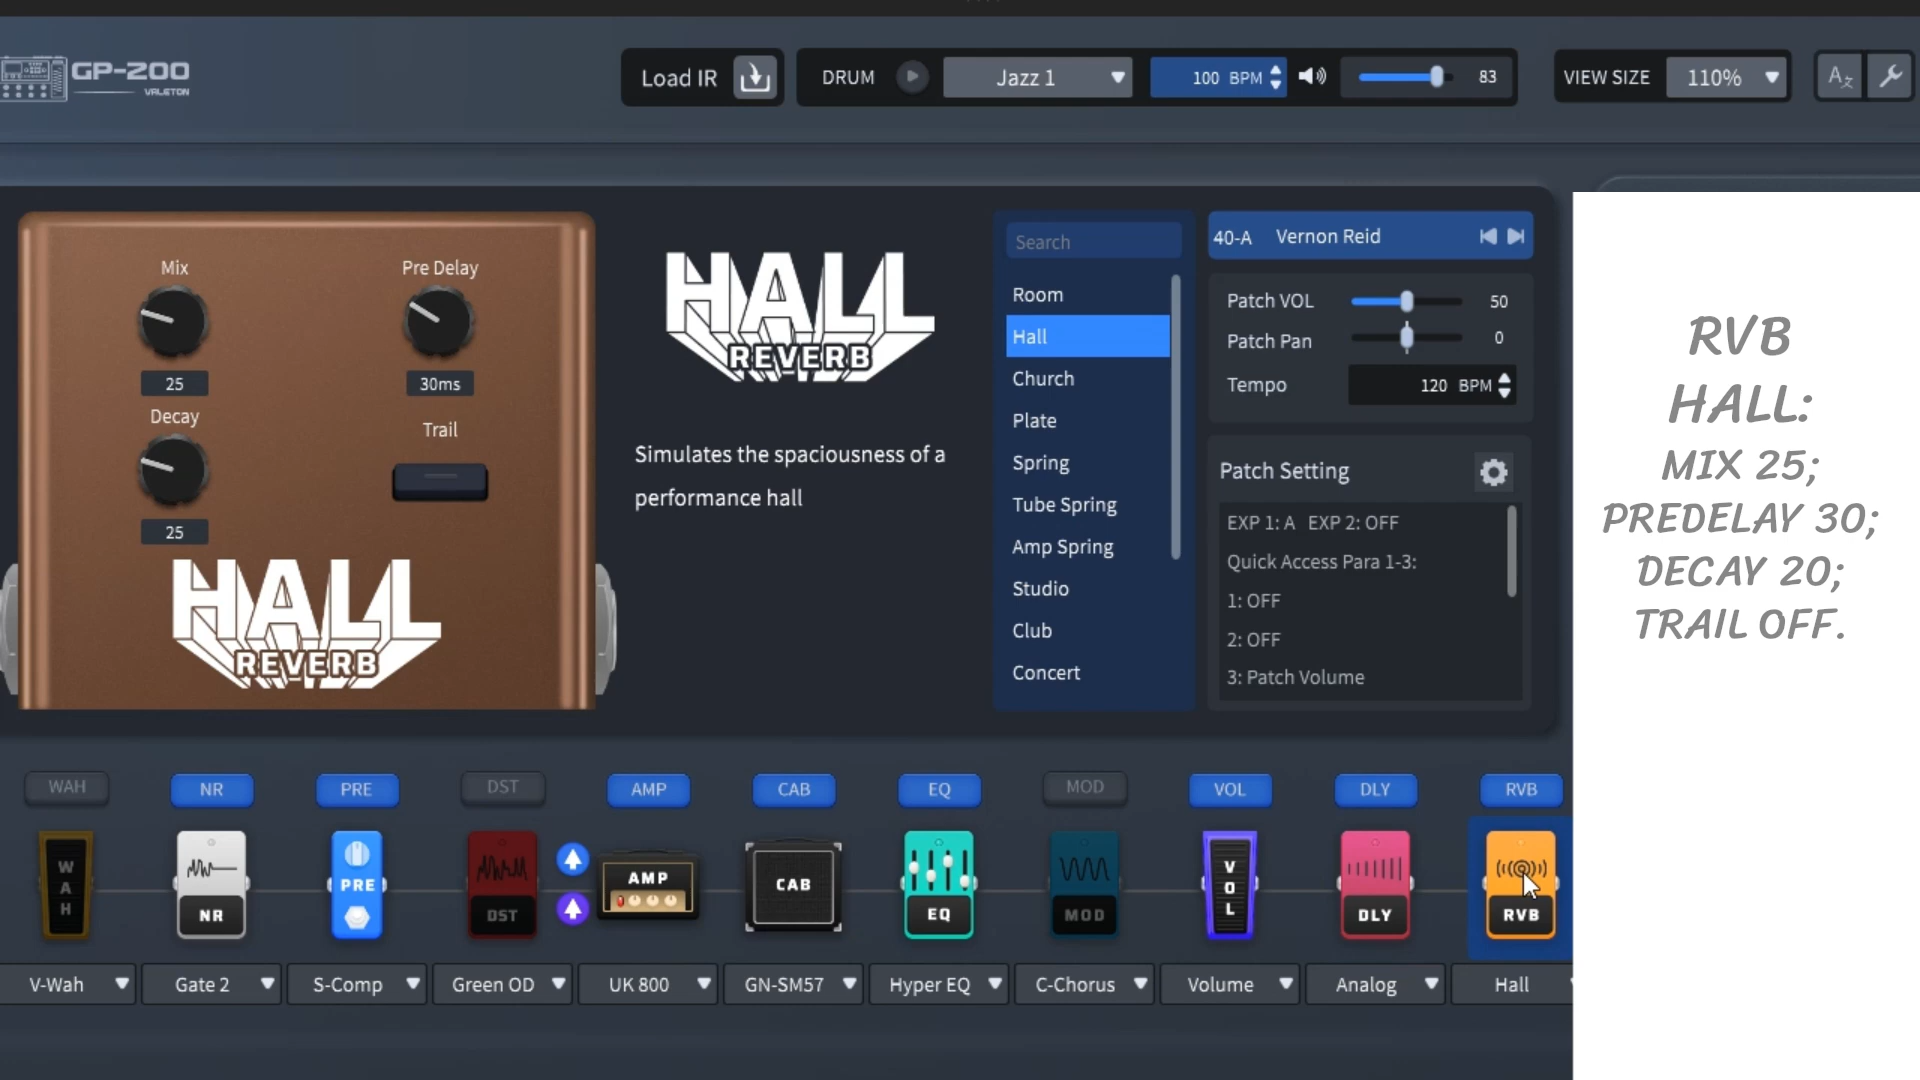 GP-200
VALETON
Load IR
DRUM
Jazz 1
100 BPM
83
VIEW SIZE
110%
Mix
25
Pre Delay
30ms
Decay
25
Trail
HALL
REVERB
HALL
REVERB
Simulates the spaciousness of a
performance hall
Search
Room
Hall
Church
Plate
Spring
Tube Spring
Amp Spring
Studio
Club
Concert
40-A Vernon Reid
Patch VOL 50
Patch Pan 0
Tempo 120 BPM
Patch Setting
EXP 1: A EXP 2: OFF
Quick Access Para 1-3:
1: OFF
2: OFF
3: Patch Volume
RVB
HALL:
MIX 25;
PREDELAY 30;
DECAY 20;
TRAIL OFF.
WAH NR PRE DST AMP CAB EQ MOD VOL DLY RVB
WAH NR PRE DST AMP CAB EQ MOD VOL DLY RVB
V-Wah Gate 2 S-Comp Green OD UK 800 GN-SM57 Hyper EQ C-Chorus Volume Analog Hall